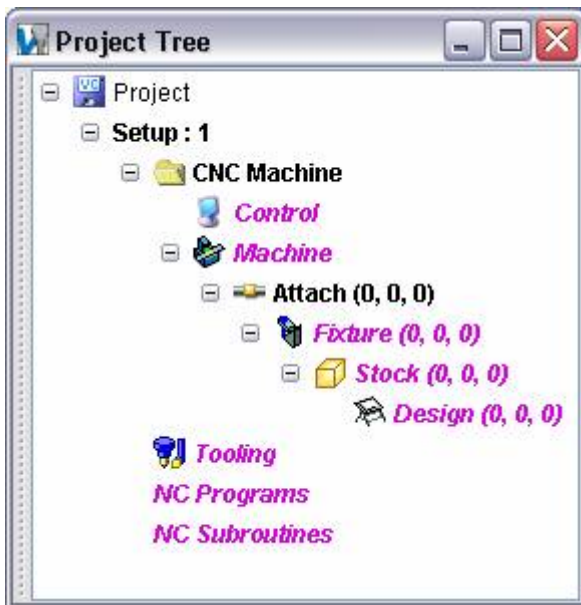 Project Tree
Project
Setup : 1
CNC Machine
Control
Machine
Attach (0, 0, 0)
Fixture (0, 0, 0)
Stock (0, 0, 0)
Design (0, 0, 0)
Tooling
NC Programs
NC Subroutines